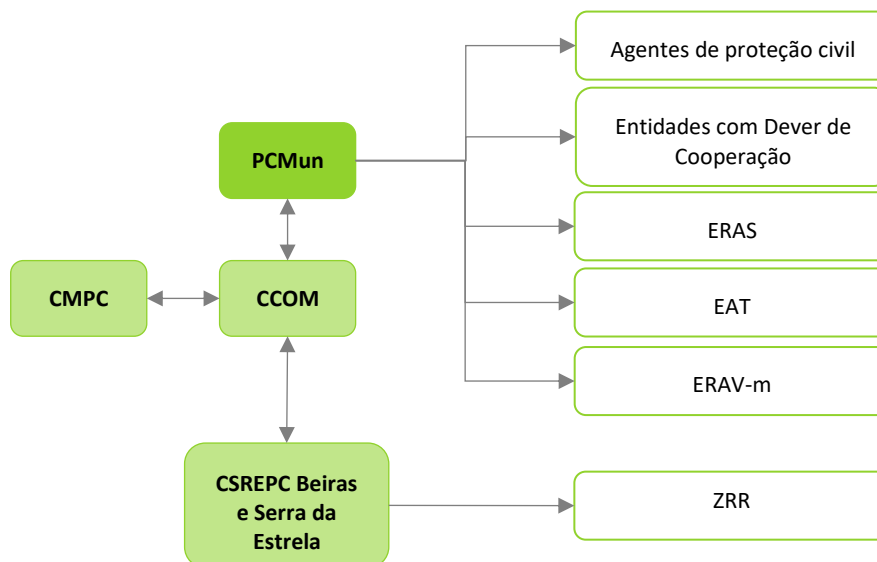 Agentes de proteção civil
Entidades com Dever de
Cooperação
PCMun
ERAS
CMPC
CCOM
EAT
ERAV-m
CSREPC Beiras
e Serra da
Estrela
ZRR